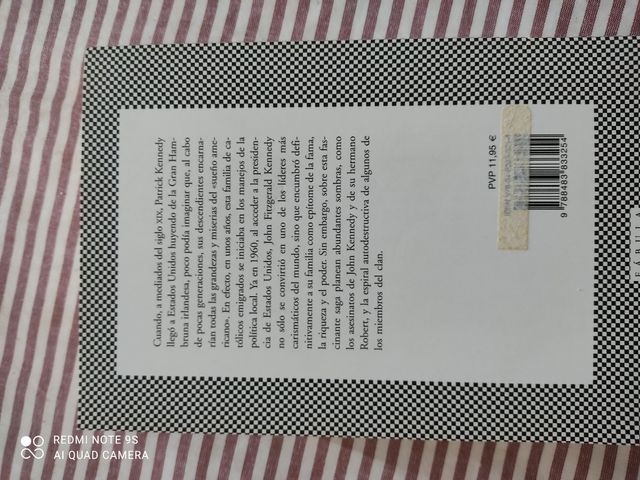 Cuando, a mediados del siglo XIX, Patrick Kennedy
llegó a Estados Unidos huyendo de la Gran Ham-
bruna irlandesa, poco podía imaginar que, al cabo
de pocas generaciones, sus descendientes encarna-
rían todas las grandezas y miserias del «sueño ame-
ricano». En efecto, en unos años, esta familia de ca-
tólicos emigrados se iniciaba en los manejos de la
política local. Ya en 1960, al acceder a la presiden-
cia de Estados Unidos, John Fitzgerald Kennedy
no sólo se convirtió en uno de los líderes más
carismáticos del mundo, sino que encumbró defi-
nitivamente a su familia como epítome de la fama,
la riqueza y el poder. Sin embargo, sobre esta fas-
cinante saga planean abundantes sombras, como
los asesinatos de John Kennedy y de su hermano
Robert, y la espiral autodestructiva de algunos de
los miembros del clan.
PVP 11,95 €
9 788483 833254
REDMI NOTE 9S
AI QUAD CAMERA